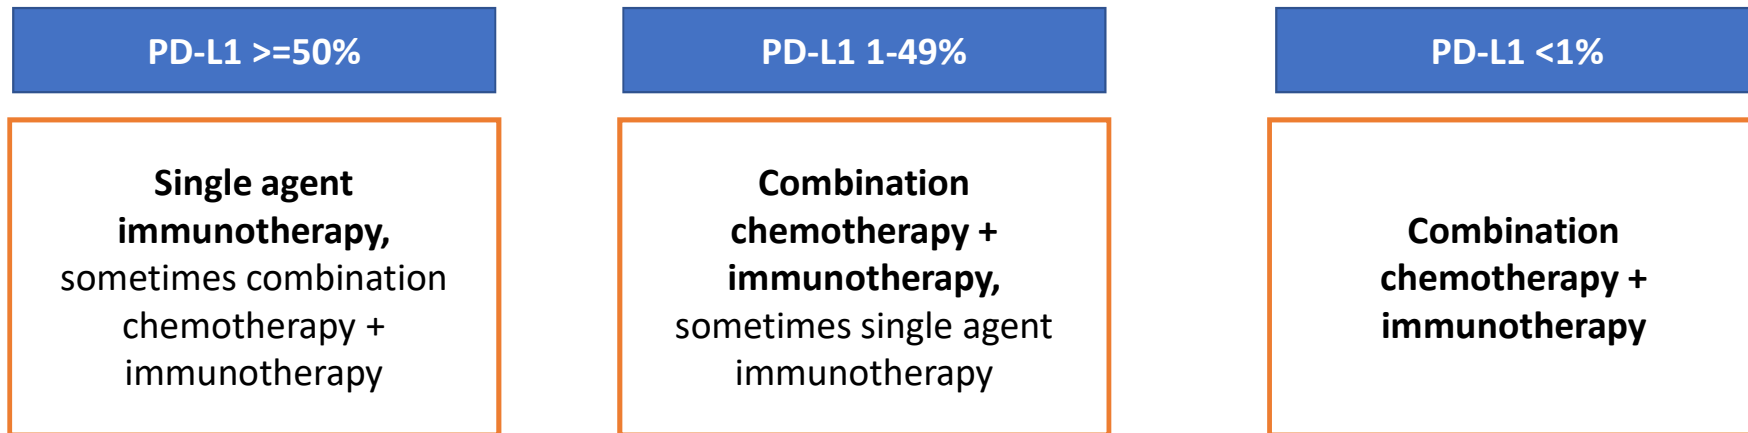 PD-L1 >=50%
Single agent
immunotherapy,
sometimes combination
chemotherapy +
immunotherapy
PD-L1 1-49%
Combination
chemotherapy +
immunotherapy,
sometimes single agent
immunotherapy
PD-L1 <1%
Combination
chemotherapy +
immunotherapy